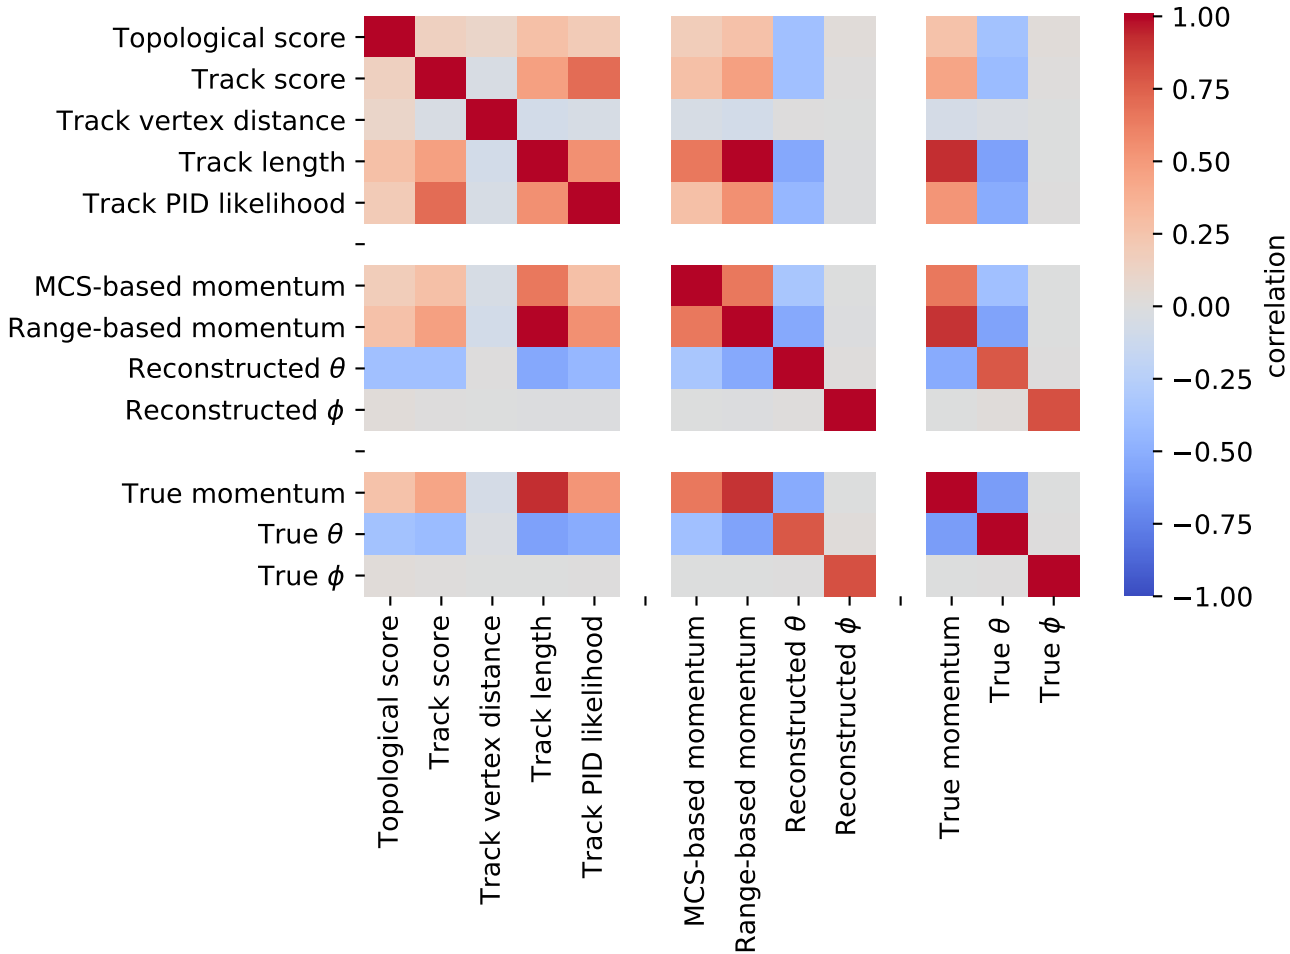 Topological score
Track score
Track vertex distance
Track length
Track PID likelihood
MCS-based momentum
Range-based momentum
Reconstructed θ
Reconstructed ϕ
True momentum
True θ
True ϕ
Topological score
Track score
Track vertex distance
Track length
Track PID likelihood
MCS-based momentum
Range-based momentum
Reconstructed θ
Reconstructed ϕ
True momentum
True θ
True ϕ
1.00
0.75
0.50
0.25
0.00
−0.25
−0.50
−0.75
−1.00
correlation